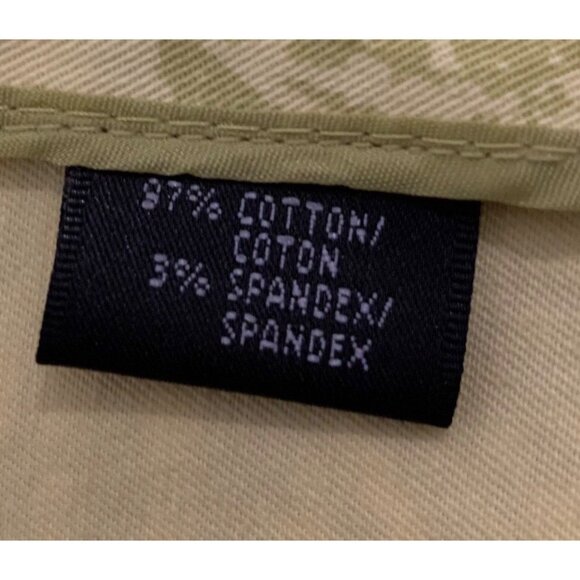 97% COTTON/
COTON
3% SPANDEX/
SPANDEX